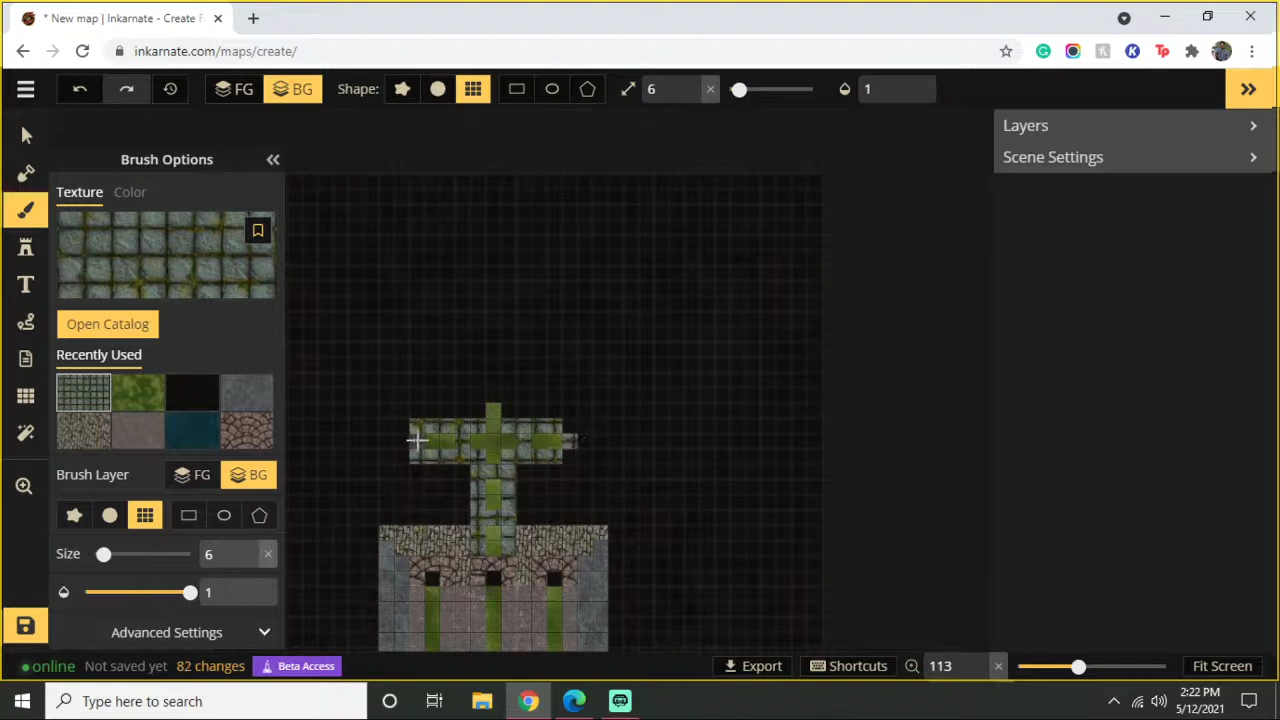 * New map | Inkarnate - Create F
inkarnate.com/maps/create/
FG BG Shape: 6 × 1
Layers
Scene Settings
Brush Options
Texture Color
Open Catalog
Recently Used
Brush Layer FG BG
Size 6 ×
1
Advanced Settings
online Not saved yet 82 changes Beta Access Export Shortcuts 113 × Fit Screen
Type here to search
2:22 PM
5/12/2021